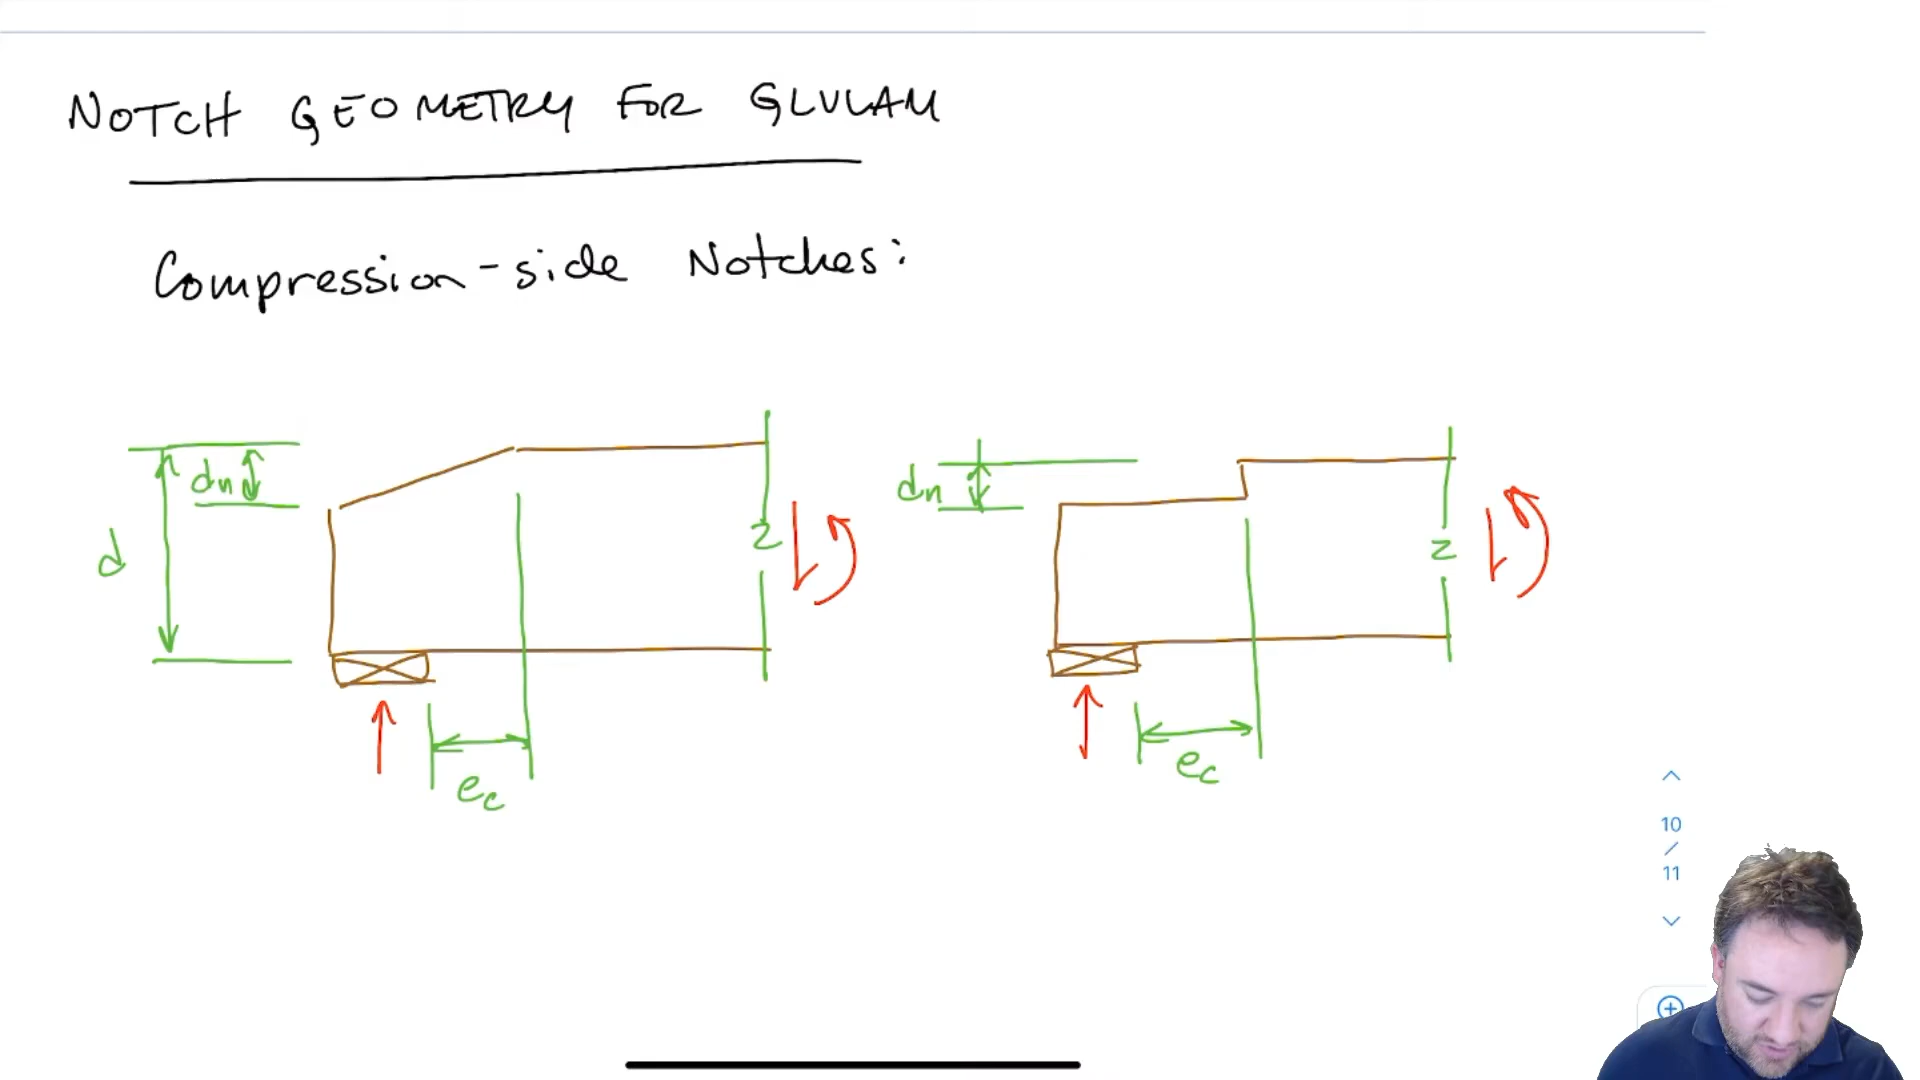 NOTCH GEOMETRY FOR GLULAM
Compression-side Notches:
dn
d
ec
dn
ec
10
/
11